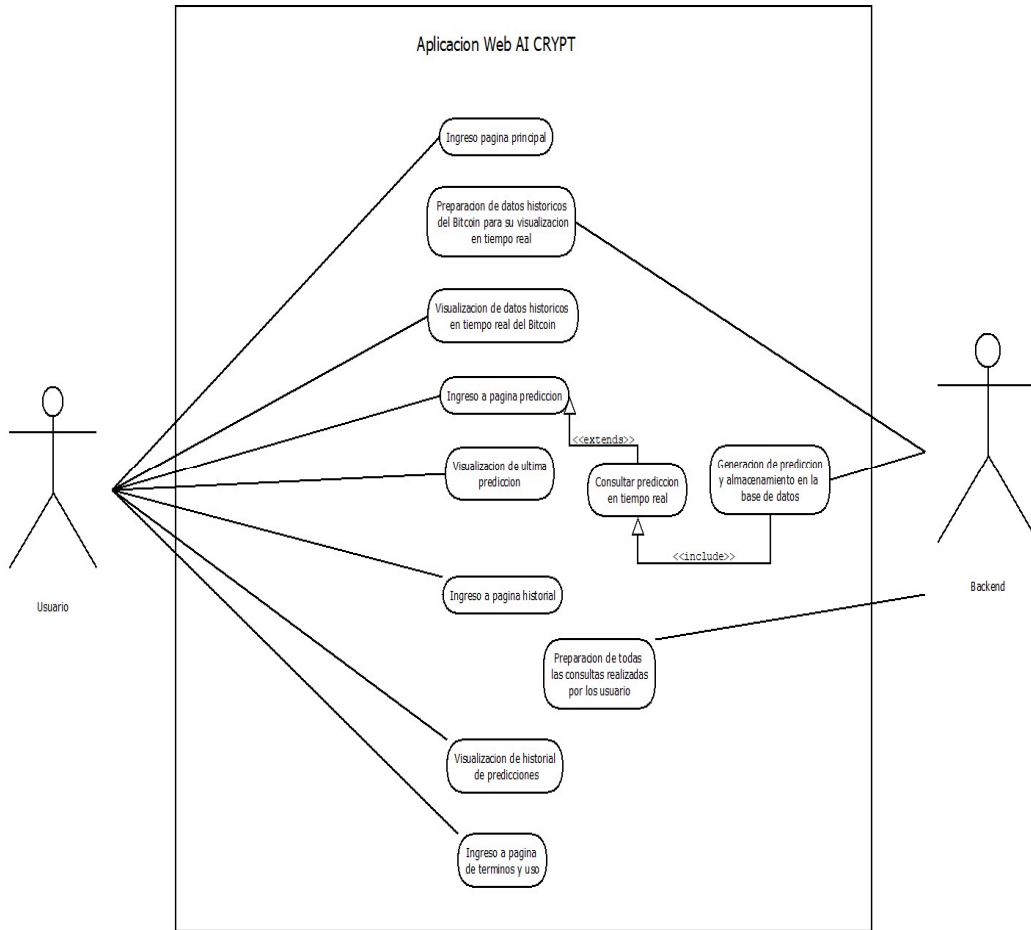 Aplicacion Web AI CRYPT
Ingreso pagina principal
Preparacion de datos historicos
del Bitcoin para su visualizacion
en tiempo real
Visualizacion de datos historicos
en tiempo real del Bitcoin
Ingreso a pagina prediccion
<<extends>>
Visualizacion de ultima
prediccion
Consultar prediccion
en tiempo real
Generacion de prediccion
y almacenamiento en la
base de datos
<<include>>
Ingreso a pagina historial
Usuario
Backend
Preparacion de todas
las consultas realizadas
por los usuario
Visualizacion de historial
de predicciones
Ingreso a pagina
de terminos y uso